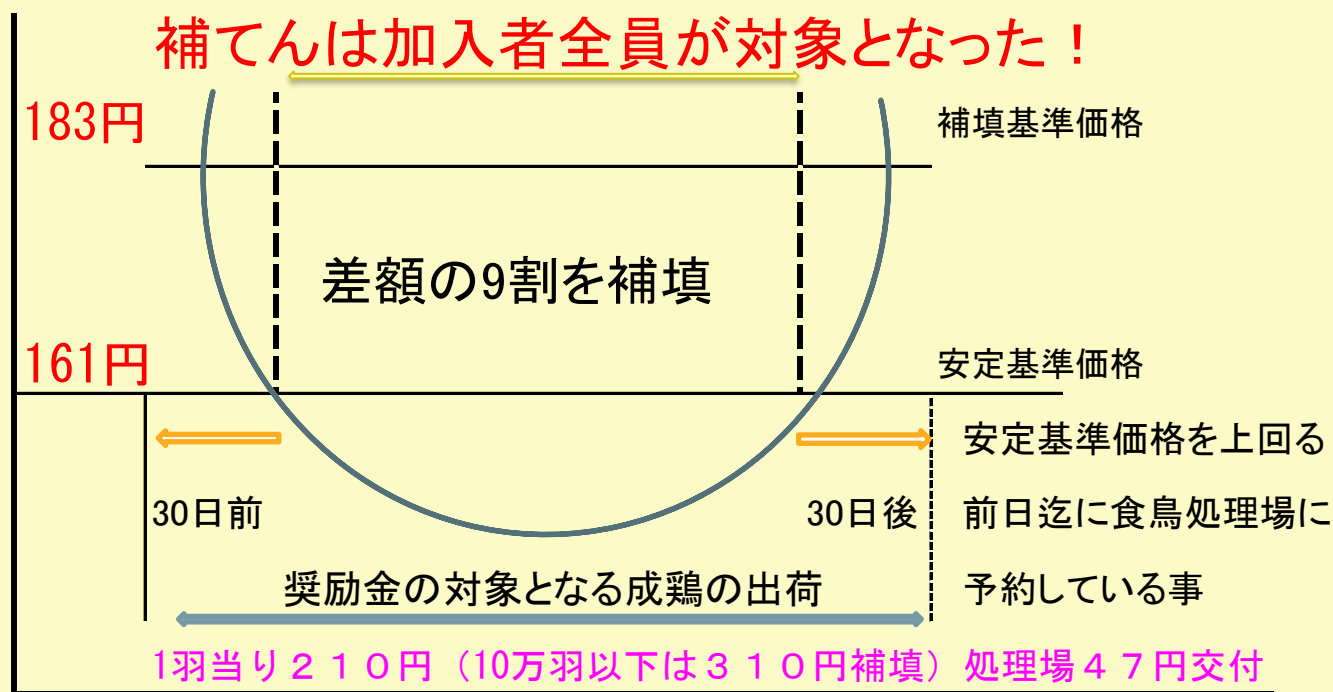 補てんは加入者全員が対象となった！
183円
補填基準価格
差額の9割を補填
161円
安定基準価格
安定基準価格を上回る
30日前
30日後
前日迄に食鳥処理場に
奨励金の対象となる成鶏の出荷
予約している事
1羽当り２１０円（10万羽以下は３１０円補填）処理場４７円交付